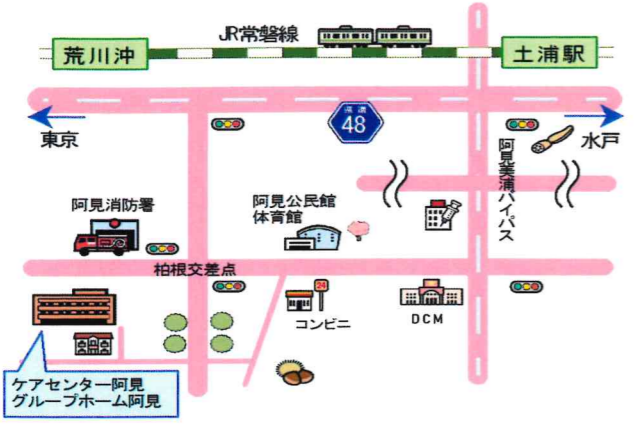 JR常磐線
荒川沖
土浦駅
県道
48
東京
水戸
阿見美浦バイパス
阿見消防署
阿見公民館
体育館
柏根交差点
24
コンビニ
DCM
ケアセンター阿見
グループホーム阿見